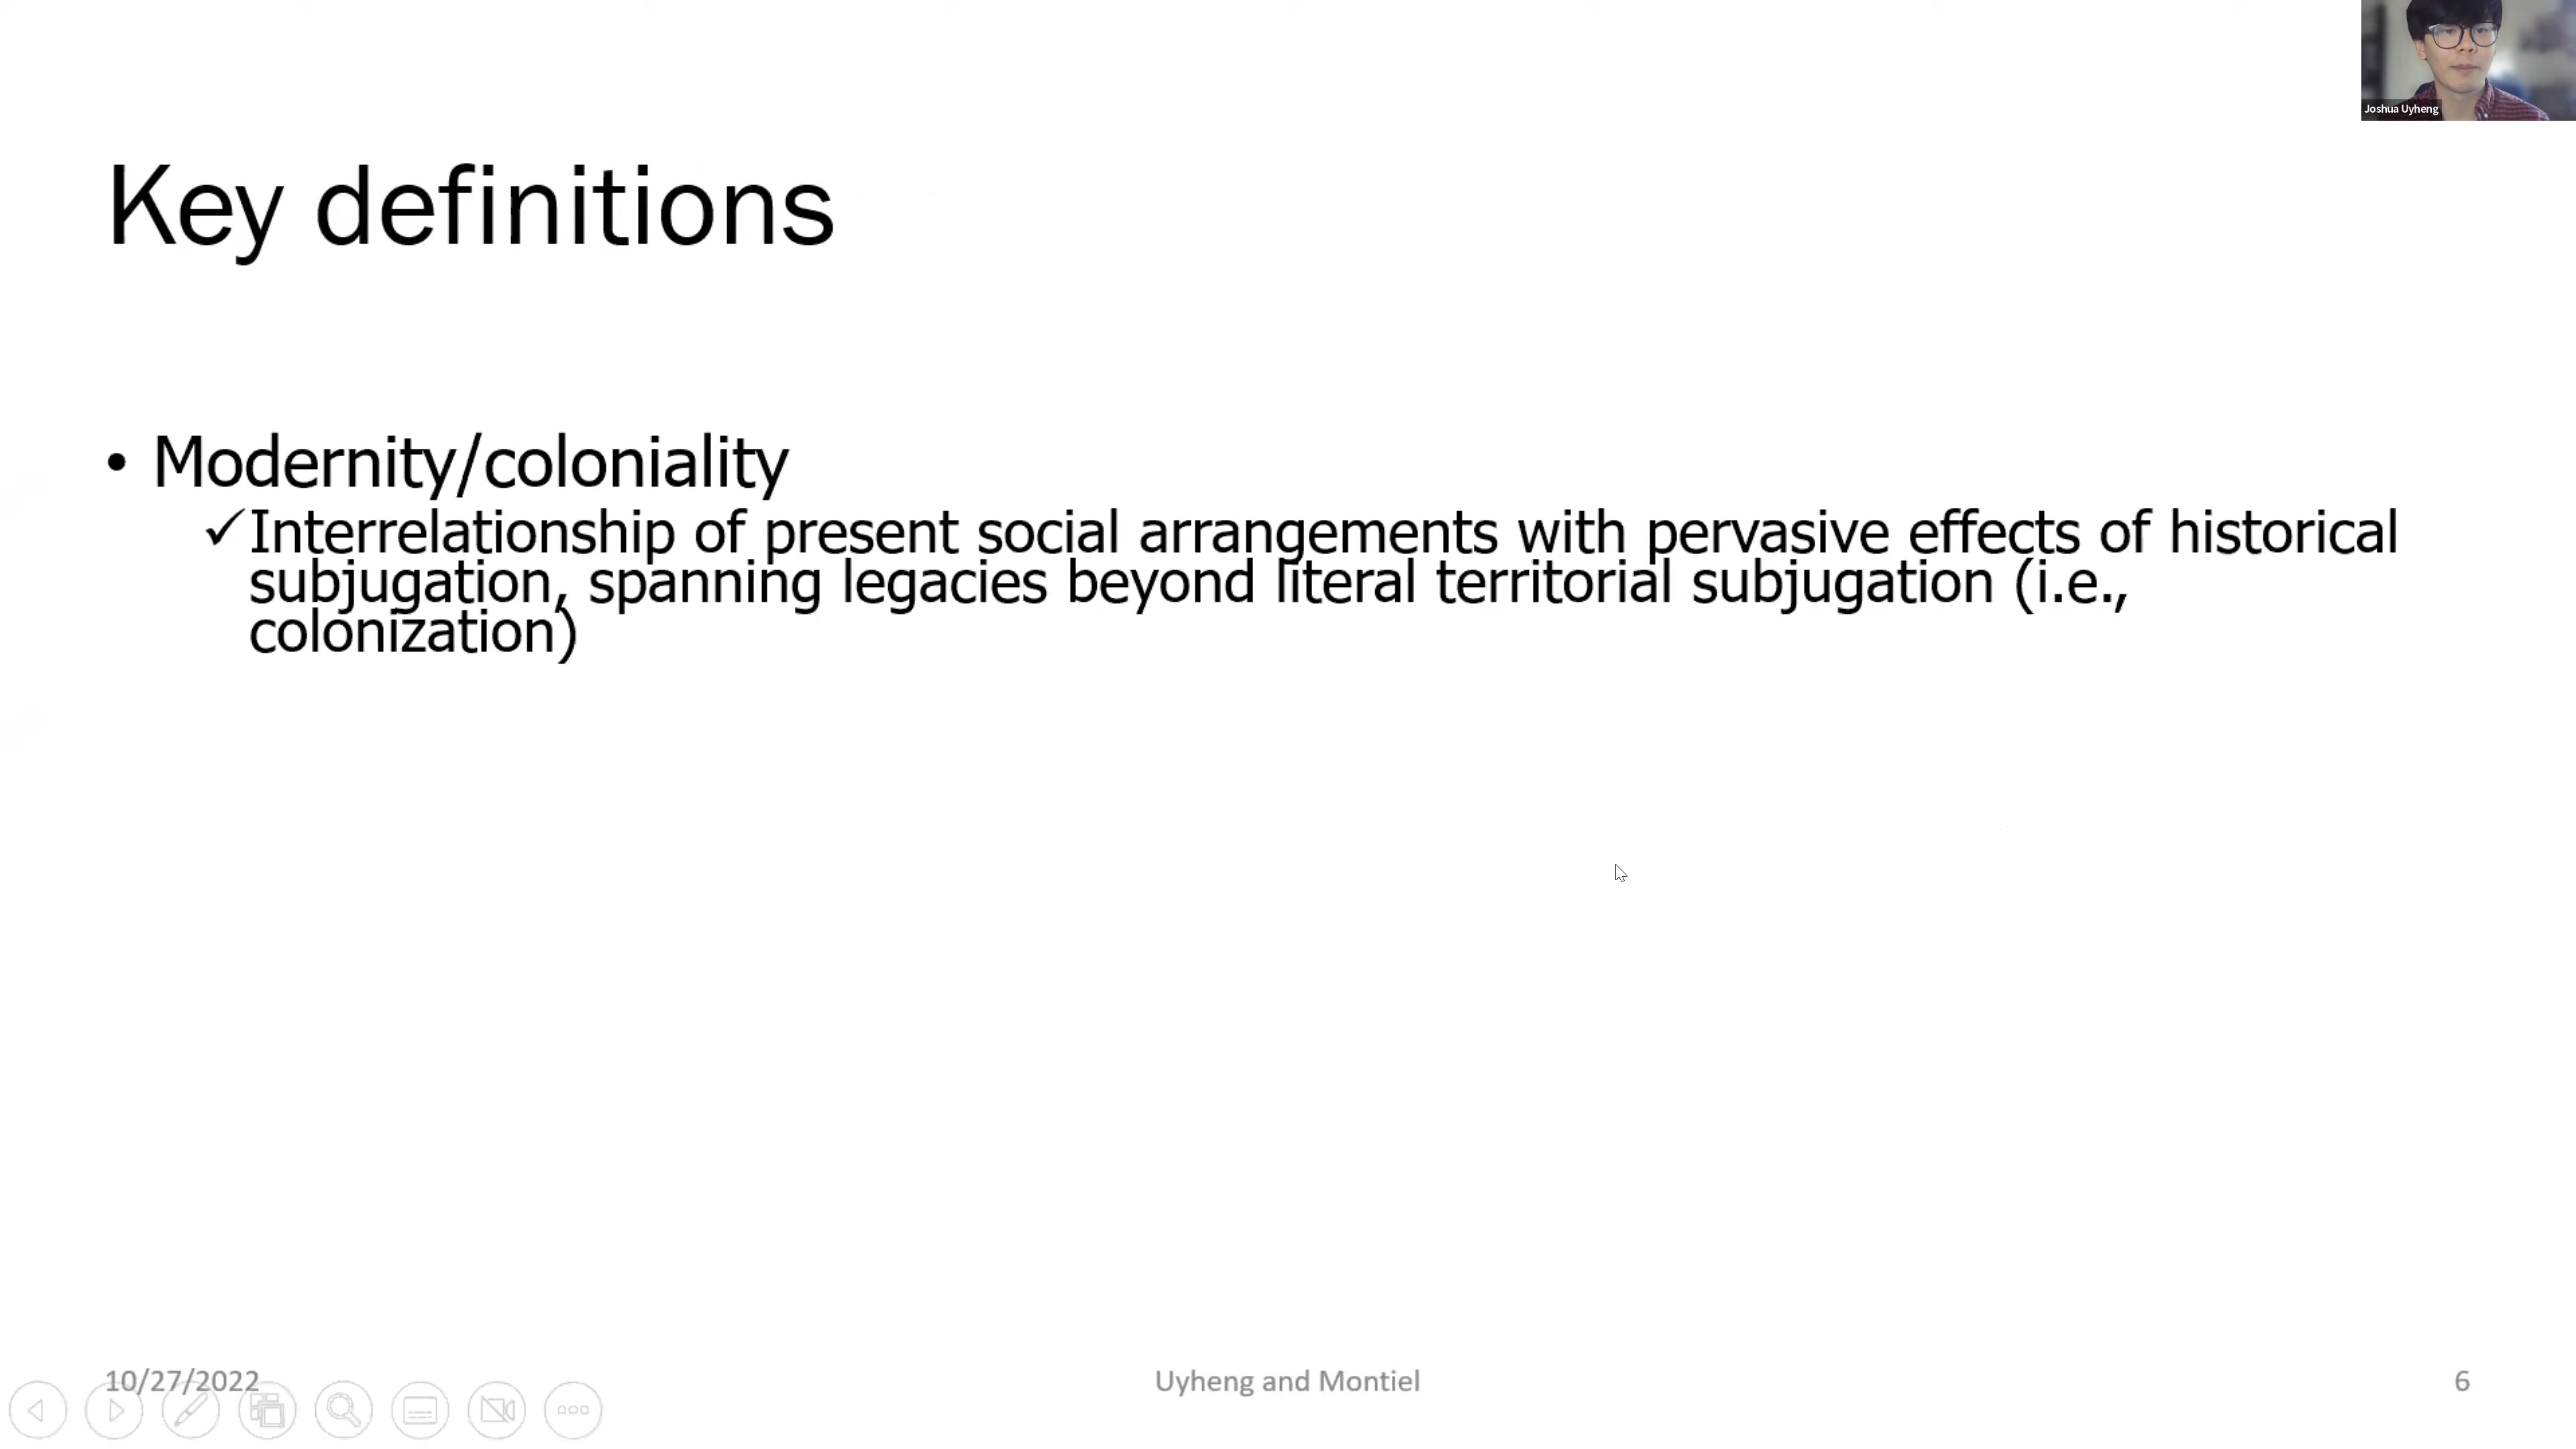 Joshua Uyheng
Key definitions
• Modernity/coloniality
✓Interrelationship of present social arrangements with pervasive effects of historical
subjugation, spanning legacies beyond literal territorial subjugation (i.e.,
colonization)
10/27/2022
Uyheng and Montiel
6